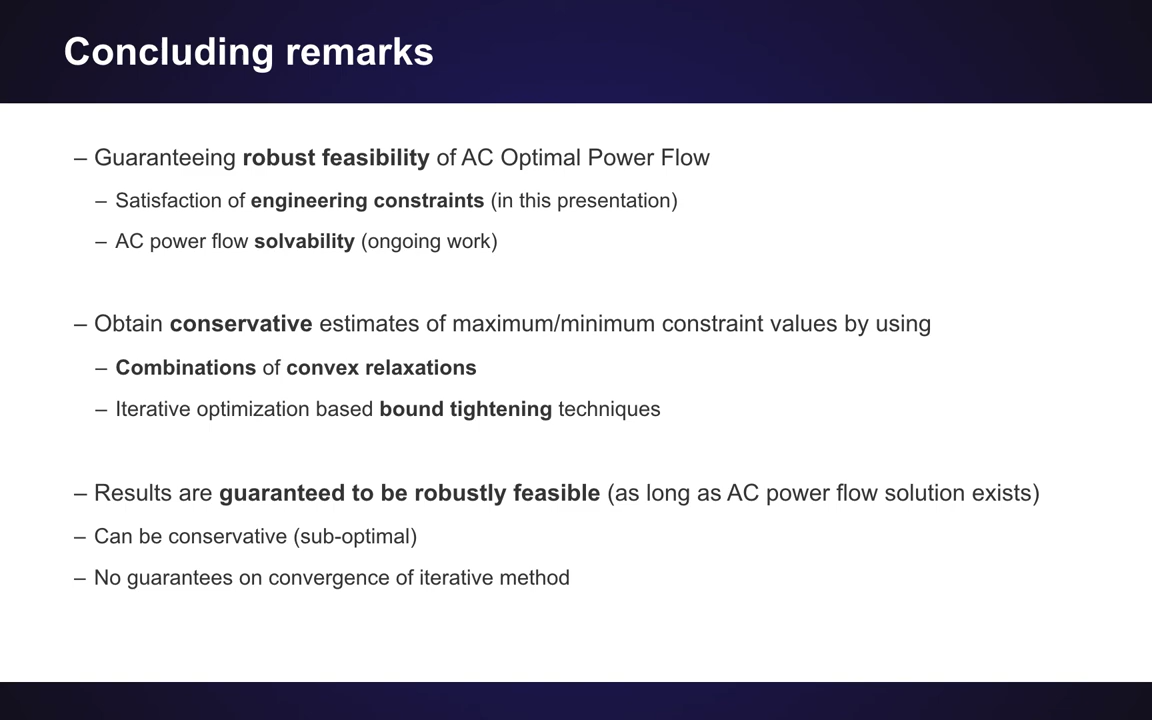 Concluding remarks
– Guaranteeing robust feasibility of AC Optimal Power Flow
– Satisfaction of engineering constraints (in this presentation)
– AC power flow solvability (ongoing work)
– Obtain conservative estimates of maximum/minimum constraint values by using
– Combinations of convex relaxations
– Iterative optimization based bound tightening techniques
– Results are guaranteed to be robustly feasible (as long as AC power flow solution exists)
– Can be conservative (sub-optimal)
– No guarantees on convergence of iterative method